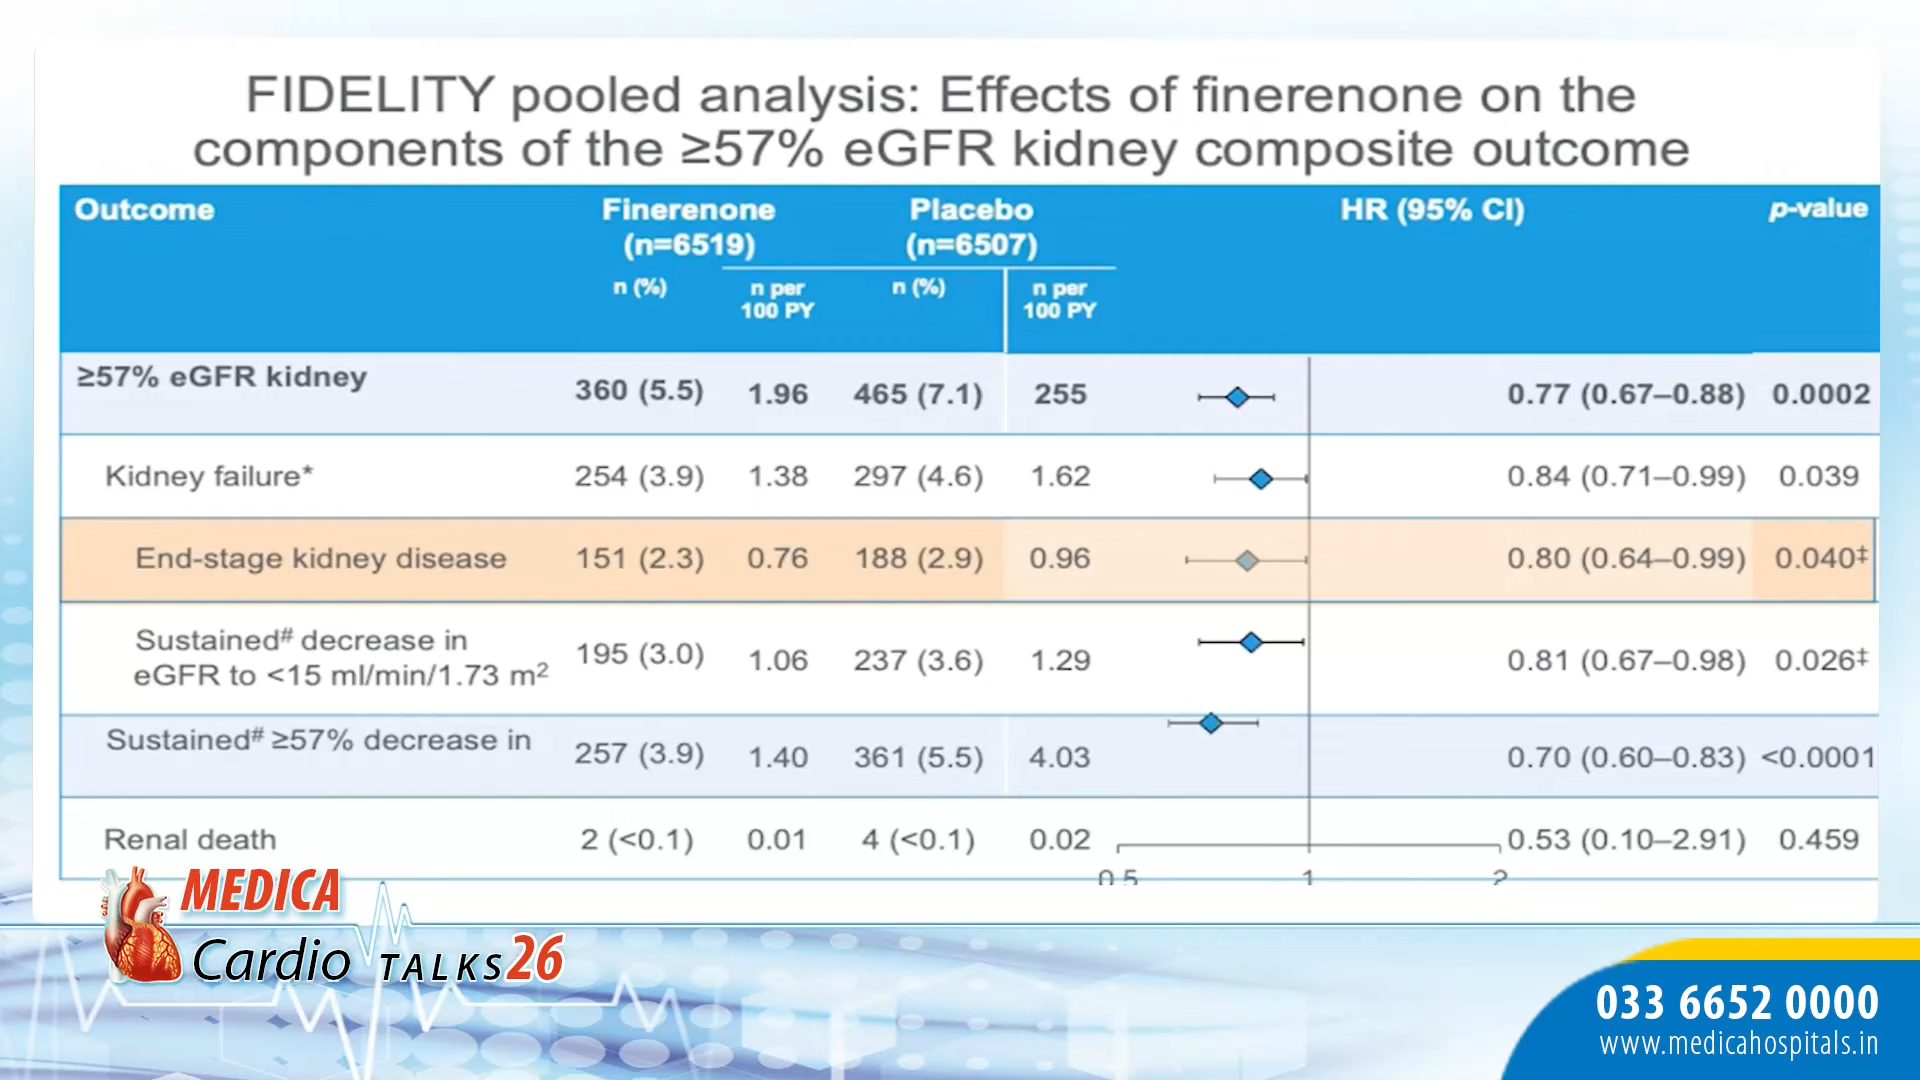 FIDELITY pooled analysis: Effects of finerenone on the
components of the ≥57% eGFR kidney composite outcome
Outcome Finerenone Placebo HR (95% CI) p-value
(n=6519) (n=6507)
n (%) n per n (%) n per
100 PY 100 PY
≥57% eGFR kidney 360 (5.5) 1.96 465 (7.1) 255 0.77 (0.67–0.88) 0.0002
Kidney failure* 254 (3.9) 1.38 297 (4.6) 1.62 0.84 (0.71–0.99) 0.039
End-stage kidney disease 151 (2.3) 0.76 188 (2.9) 0.96 0.80 (0.64–0.99) 0.040‡
Sustained# decrease in
eGFR to <15 ml/min/1.73 m² 195 (3.0) 1.06 237 (3.6) 1.29 0.81 (0.67–0.98) 0.026‡
Sustained# ≥57% decrease in 257 (3.9) 1.40 361 (5.5) 4.03 0.70 (0.60–0.83) <0.0001
Renal death 2 (<0.1) 0.01 4 (<0.1) 0.02 0.53 (0.10–2.91) 0.459
0.5 1 2
MEDICA
Cardio TALKS26
033 6652 0000
www.medicahospitals.in